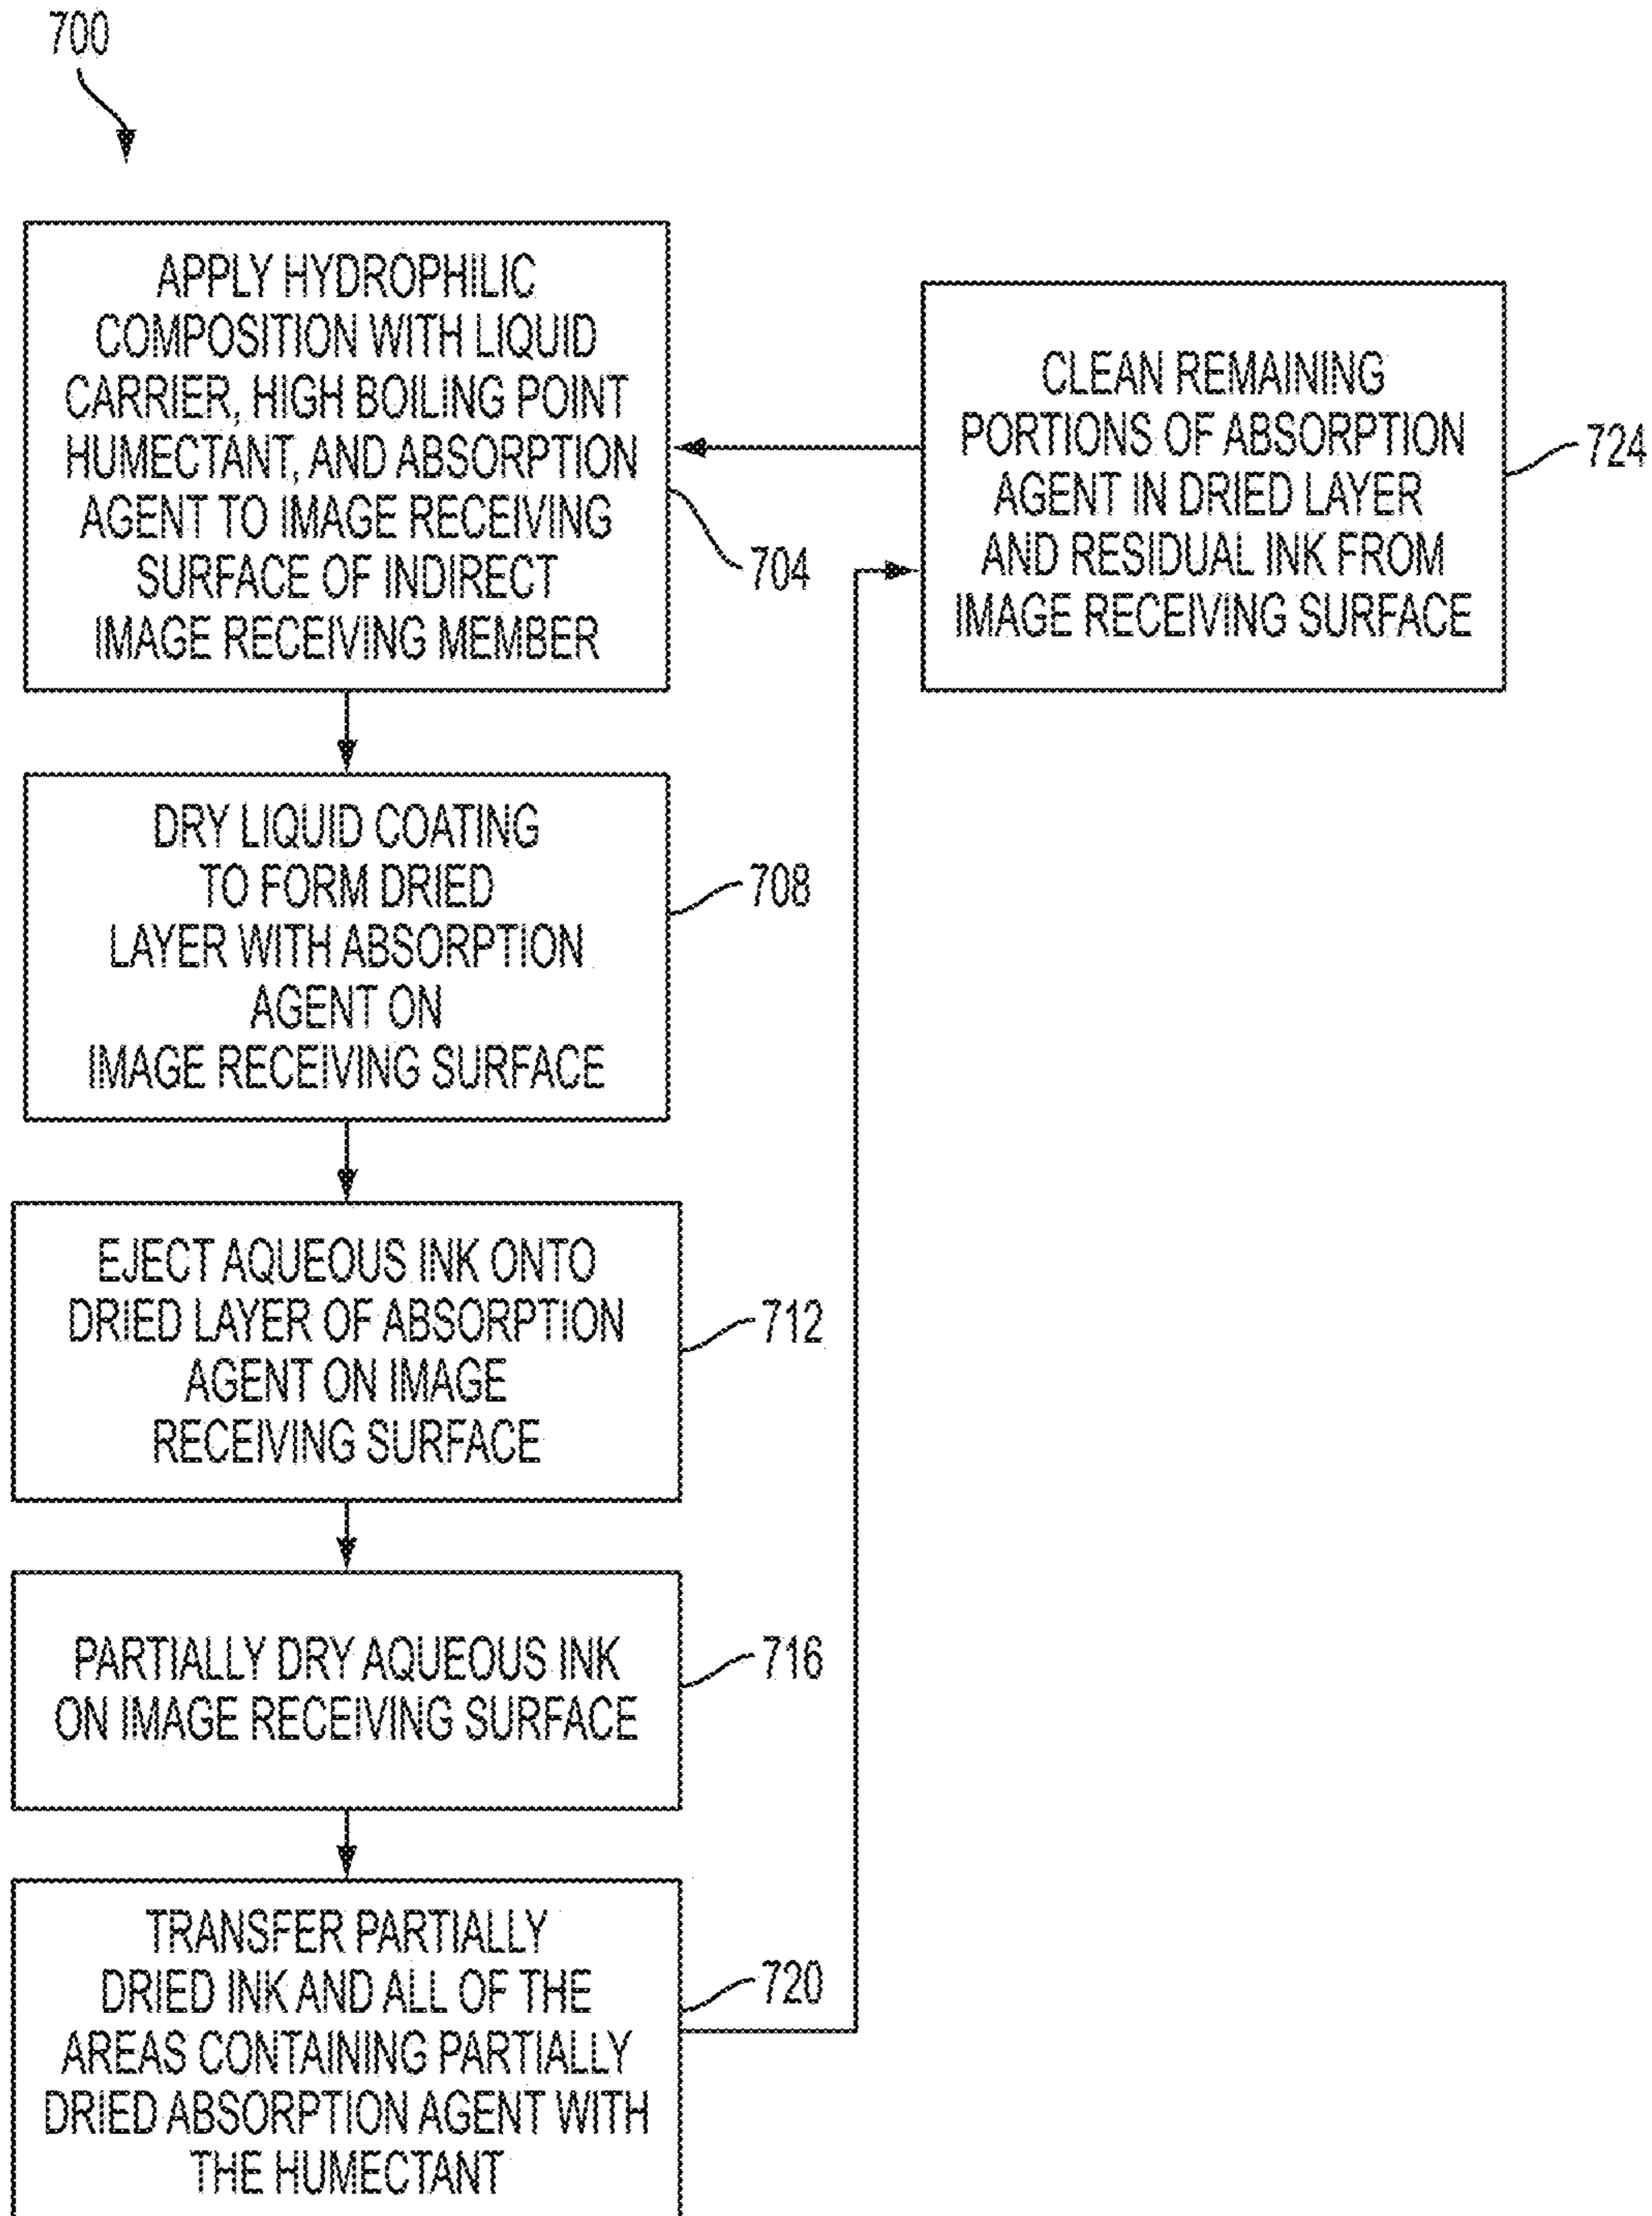 700
APPLY HYDROPHILIC
COMPOSITION WITH LIQUID
CARRIER, HIGH BOILING POINT
HUMECTANT, AND ABSORPTION
AGENT TO IMAGE RECEIVING
SURFACE OF INDIRECT
IMAGE RECEIVING MEMBER
704
CLEAN REMAINING
PORTIONS OF ABSORPTION
AGENT IN DRIED LAYER
AND RESIDUAL INK FROM
IMAGE RECEIVING SURFACE
724
DRY LIQUID COATING
TO FORM DRIED
LAYER WITH ABSORPTION
AGENT ON
IMAGE RECEIVING SURFACE
708
EJECT AQUEOUS INK ONTO
DRIED LAYER OF ABSORPTION
AGENT ON IMAGE
RECEIVING SURFACE
712
PARTIALLY DRY AQUEOUS INK
ON IMAGE RECEIVING SURFACE
716
TRANSFER PARTIALLY
DRIED INK AND ALL OF THE
AREAS CONTAINING PARTIALLY
DRIED ABSORPTION AGENT WITH
THE HUMECTANT
720